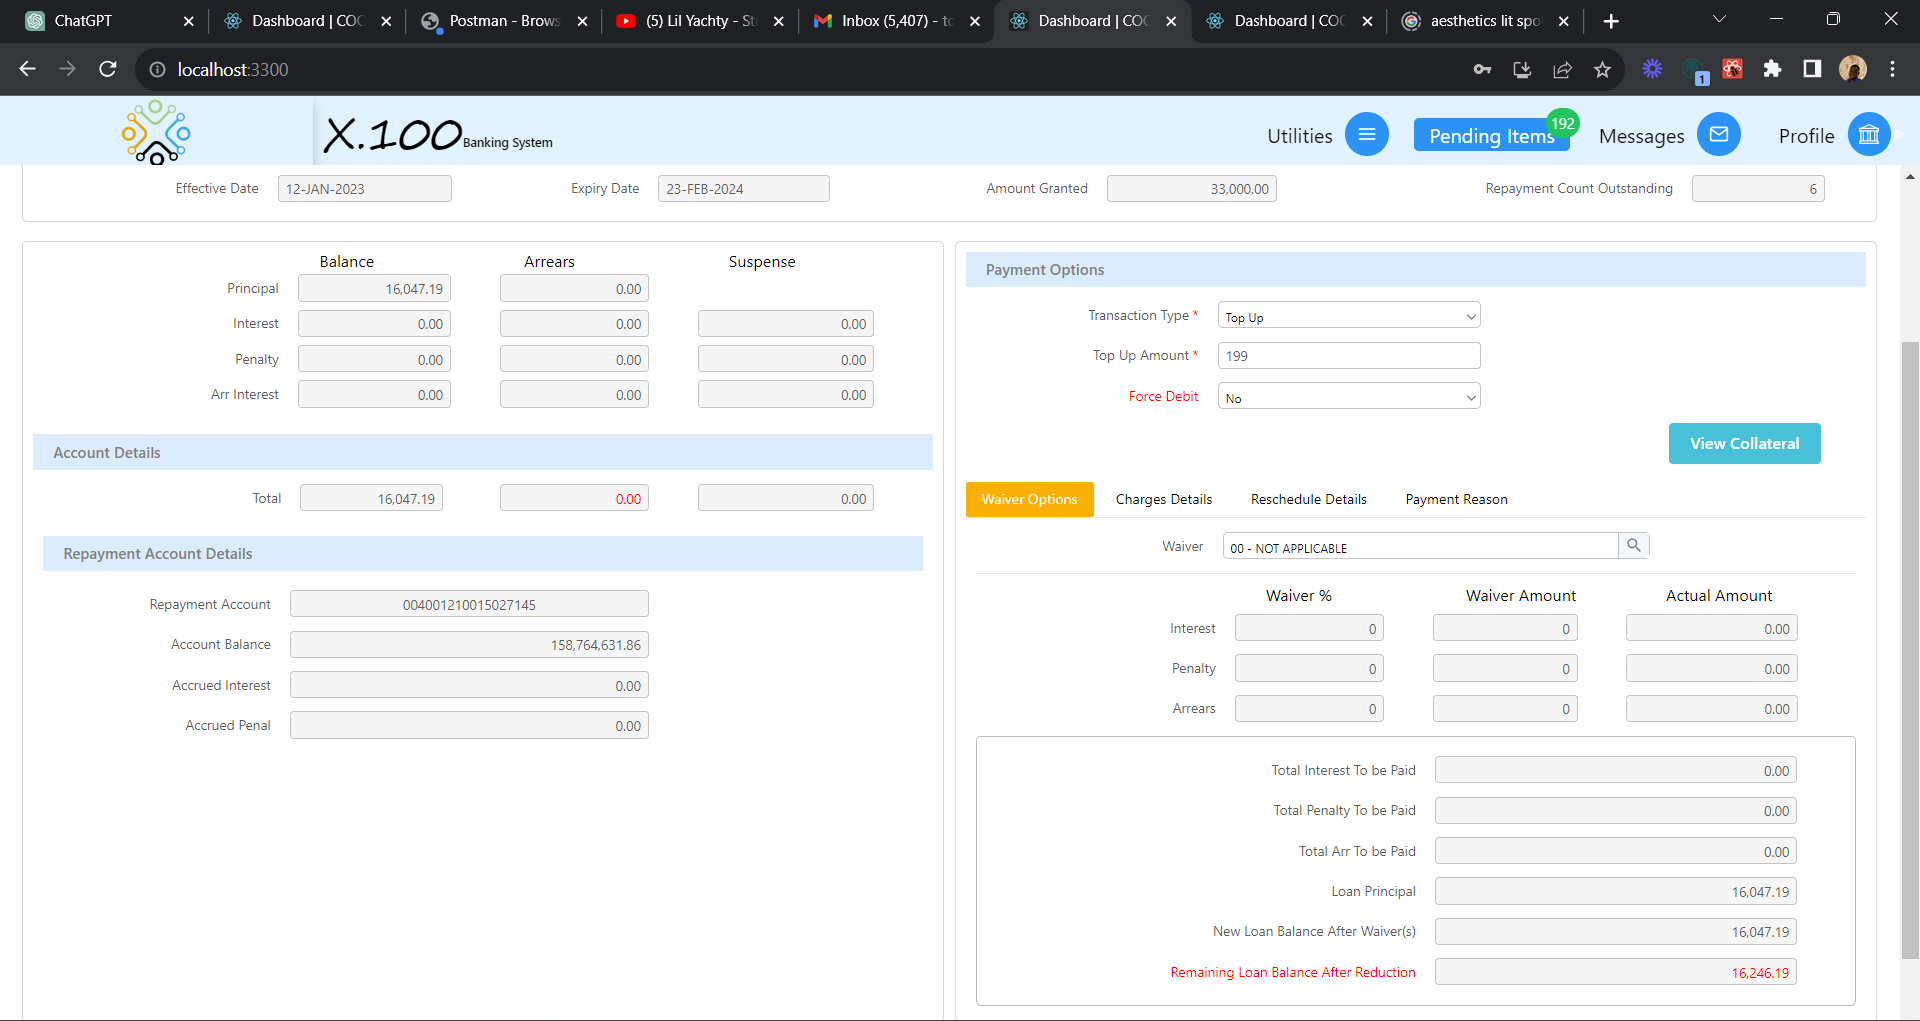 ChatGPT
Dashboard | COC
Postman - Brows
(5) Lil Yachty - St
Inbox (5,407) - to
Dashboard | COC
Dashboard | COC
aesthetics lit spo
localhost:3300
1
X.100 Banking System
Utilities
Pending Items
192
Messages
Profile
Effective Date 12-JAN-2023
Expiry Date 23-FEB-2024
Amount Granted 33,000.00
Repayment Count Outstanding 6
Balance Arrears Suspense
Principal 16,047.19 0.00
Interest 0.00 0.00 0.00
Penalty 0.00 0.00 0.00
Arr Interest 0.00 0.00 0.00
Account Details
Total 16,047.19 0.00 0.00
Repayment Account Details
Repayment Account 004001210015027145
Account Balance 158,764,631.86
Accrued Interest 0.00
Accrued Penal 0.00
Payment Options
Transaction Type * Top Up
Top Up Amount * 199
Force Debit No
View Collateral
Waiver Options Charges Details Reschedule Details Payment Reason
Waiver 00 - NOT APPLICABLE
Waiver % Waiver Amount Actual Amount
Interest 0 0 0.00
Penalty 0 0 0.00
Arrears 0 0 0.00
Total Interest To be Paid 0.00
Total Penalty To be Paid 0.00
Total Arr To be Paid 0.00
Loan Principal 16,047.19
New Loan Balance After Waiver(s) 16,047.19
Remaining Loan Balance After Reduction 16,246.19